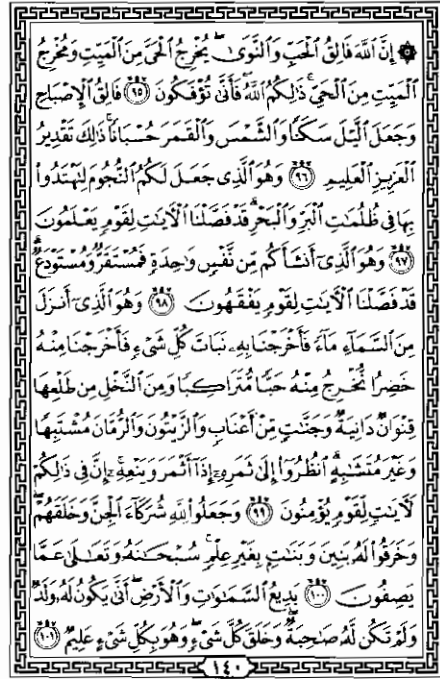 ۞ إِنَّ ٱللَّهَ فَالِقُ ٱلْحَبِّ وَٱلنَّوَىٰ ۖ يُخْرِجُ ٱلْحَىَّ مِنَ ٱلْمَيِّتِ وَمُخْرِجُ
ٱلْمَيِّتِ مِنَ ٱلْحَىِّ ۚ ذَٰلِكُمُ ٱللَّهُ ۖ فَأَنَّىٰ تُؤْفَكُونَ ٩٥ فَالِقُ ٱلْإِصْبَاحِ
وَجَعَلَ ٱلَّيْلَ سَكَنًا وَٱلشَّمْسَ وَٱلْقَمَرَ حُسْبَانًا ۚ ذَٰلِكَ تَقْدِيرُ
ٱلْعَزِيزِ ٱلْعَلِيمِ ٩٦ وَهُوَ ٱلَّذِى جَعَلَ لَكُمُ ٱلنُّجُومَ لِتَهْتَدُوا۟
بِهَا فِى ظُلُمَٰتِ ٱلْبَرِّ وَٱلْبَحْرِ ۗ قَدْ فَصَّلْنَا ٱلْآيَٰتِ لِقَوْمٍ يَعْلَمُونَ
٩٧ وَهُوَ ٱلَّذِىٓ أَنشَأَكُم مِّن نَّفْسٍ وَٰحِدَةٍ فَمُسْتَقَرٌّ وَمُسْتَوْدَعٌ ۗ
قَدْ فَصَّلْنَا ٱلْآيَٰتِ لِقَوْمٍ يَفْقَهُونَ ٩٨ وَهُوَ ٱلَّذِىٓ أَنزَلَ
مِنَ ٱلسَّمَآءِ مَآءً فَأَخْرَجْنَا بِهِۦ نَبَاتَ كُلِّ شَىْءٍ فَأَخْرَجْنَا مِنْهُ
خَضِرًا نُّخْرِجُ مِنْهُ حَبًّا مُّتَرَاكِبًا وَمِنَ ٱلنَّخْلِ مِن طَلْعِهَا
قِنْوَانٌ دَانِيَةٌ وَجَنَّٰتٍ مِّنْ أَعْنَابٍ وَٱلزَّيْتُونَ وَٱلرُّمَّانَ مُشْتَبِهًا
وَغَيْرَ مُتَشَٰبِهٍ ۗ ٱنظُرُوٓا۟ إِلَىٰ ثَمَرِهِۦٓ إِذَآ أَثْمَرَ وَيَنْعِهِۦٓ ۚ إِنَّ فِى ذَٰلِكُمْ
لَآيَٰتٍ لِّقَوْمٍ يُؤْمِنُونَ ٩٩ وَجَعَلُوا۟ لِلَّهِ شُرَكَآءَ ٱلْجِنَّ وَخَلَقَهُمْ ۖ
وَخَرَقُوا۟ لَهُۥ بَنِينَ وَبَنَٰتٍۭ بِغَيْرِ عِلْمٍ ۚ سُبْحَٰنَهُۥ وَتَعَٰلَىٰ عَمَّا
يَصِفُونَ ١٠٠ بَدِيعُ ٱلسَّمَٰوَٰتِ وَٱلْأَرْضِ ۖ أَنَّىٰ يَكُونُ لَهُۥ وَلَدٌ
وَلَمْ تَكُن لَّهُۥ صَٰحِبَةٌ ۖ وَخَلَقَ كُلَّ شَىْءٍ ۖ وَهُوَ بِكُلِّ شَىْءٍ عَلِيمٌ ١٠١
١٤٠